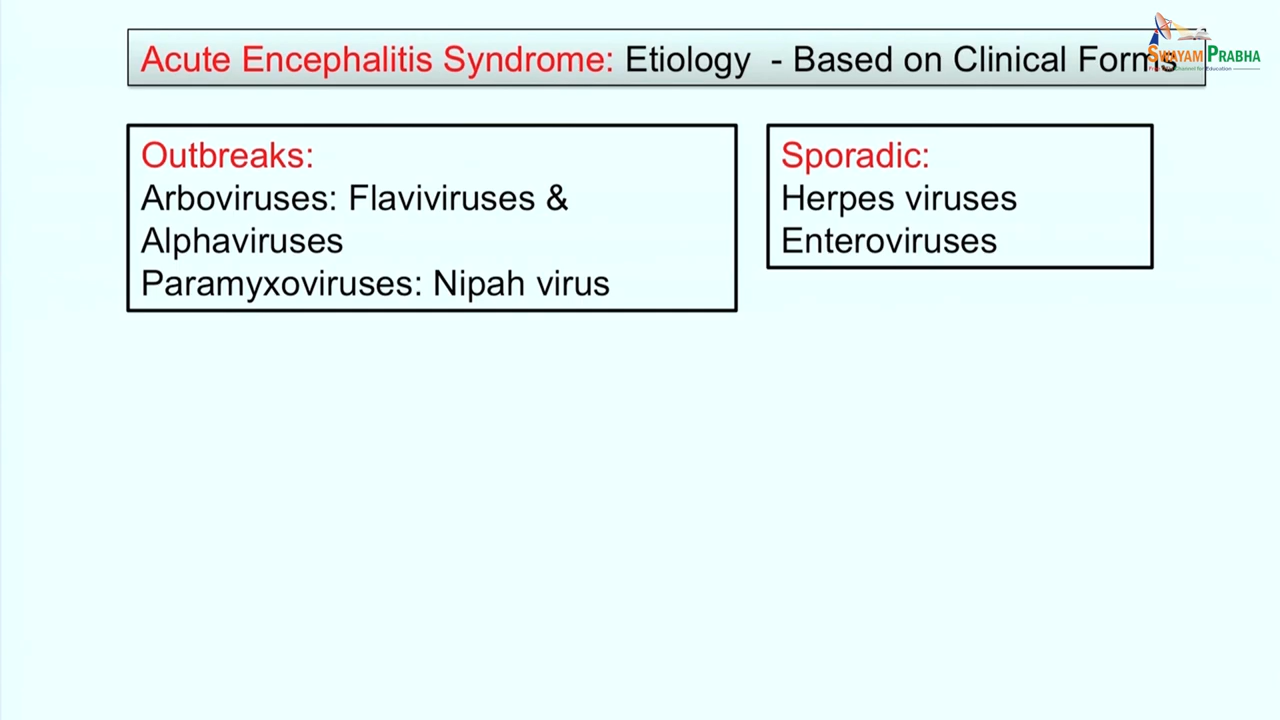 Acute Encephalitis Syndrome: Etiology - Based on Clinical Forms
SWAYAM PRABHA
Outbreaks:
Arboviruses: Flaviviruses &
Alphaviruses
Paramyxoviruses: Nipah virus
Sporadic:
Herpes viruses
Enteroviruses